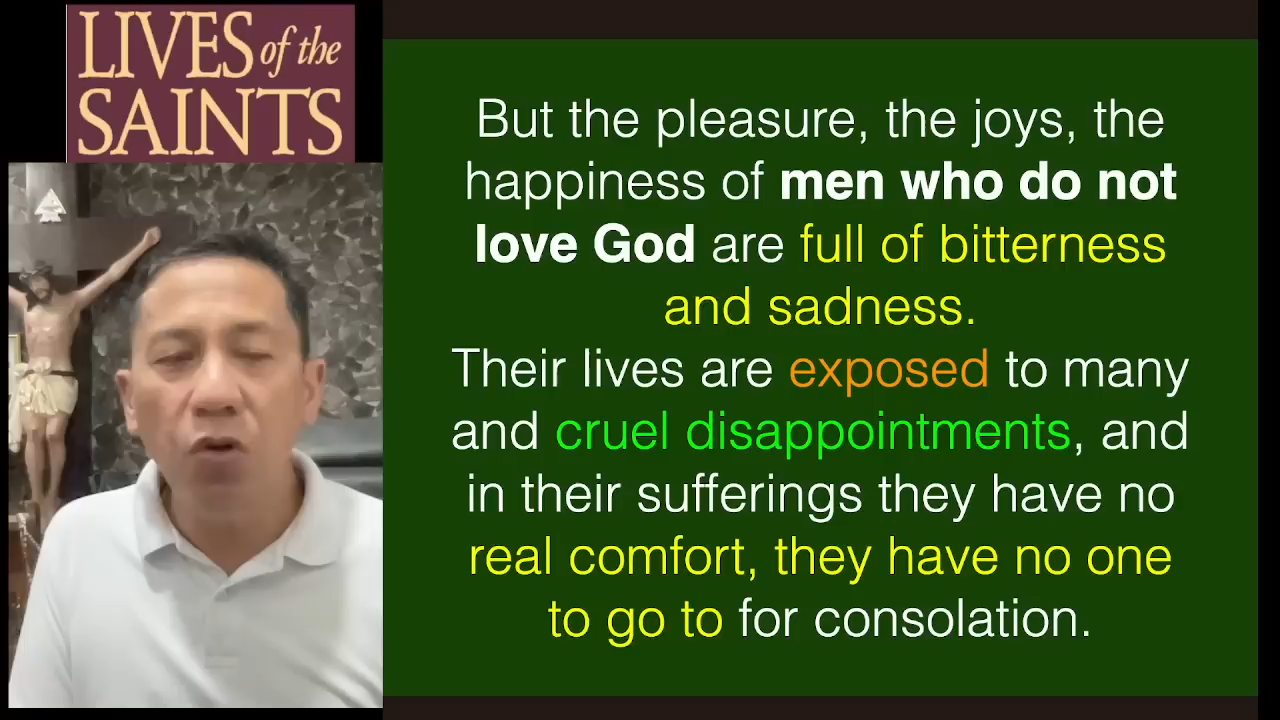 LIVES of the
SAINTS
But the pleasure, the joys, the
happiness of men who do not
love God are full of bitterness
and sadness.
Their lives are exposed to many
and cruel disappointments, and
in their sufferings they have no
real comfort, they have no one
to go to for consolation.